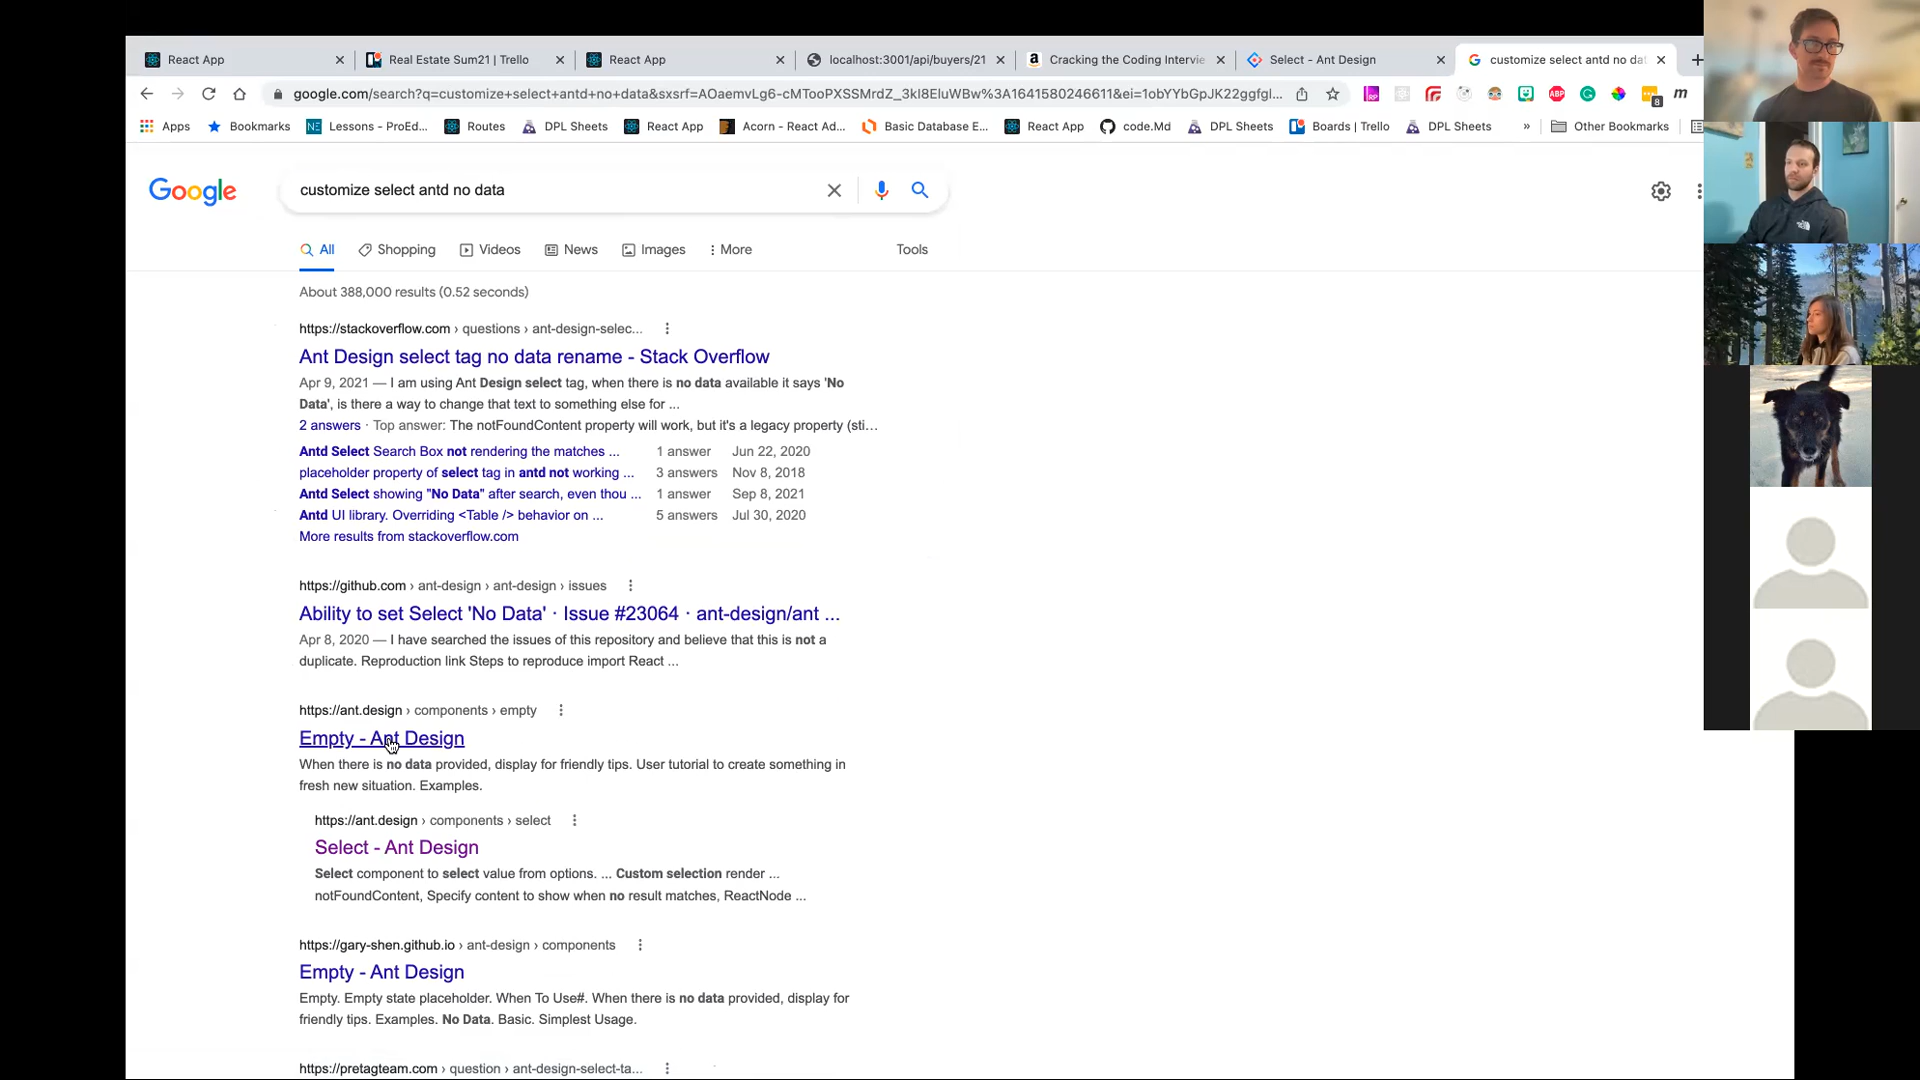 React App
Real Estate Sum21 | Trello
React App
localhost:3001/api/buyers/21
Cracking the Coding Intervie
Select - Ant Design
customize select antd no dat
google.com/search?q=customize+select+antd+no+data&sxsrf=AOaemvLg6-cMTooPXSSMrdZ_3kI8EluWBw%3A1641580246611&ei=1obYYbGpJK22ggfgl...
8
m
Apps
Bookmarks
NE Lessons - ProEd...
Routes
DPL Sheets
React App
Acorn - React Ad...
Basic Database E...
React App
code.Md
DPL Sheets
Boards | Trello
DPL Sheets
»
Other Bookmarks
Google
customize select antd no data
All
Shopping
Videos
News
Images
More
Tools
About 388,000 results (0.52 seconds)
https://stackoverflow.com › questions › ant-design-selec...
Ant Design select tag no data rename - Stack Overflow
Apr 9, 2021 — I am using Ant Design select tag, when there is no data available it says 'No
Data', is there a way to change that text to something else for ...
2 answers · Top answer: The notFoundContent property will work, but it's a legacy property (sti...
Antd Select Search Box not rendering the matches ... 1 answer Jun 22, 2020
placeholder property of select tag in antd not working ... 3 answers Nov 8, 2018
Antd Select showing "No Data" after search, even thou ... 1 answer Sep 8, 2021
Antd UI library. Overriding <Table /> behavior on ... 5 answers Jul 30, 2020
More results from stackoverflow.com
https://github.com › ant-design › ant-design › issues
Ability to set Select 'No Data' · Issue #23064 · ant-design/ant ...
Apr 8, 2020 — I have searched the issues of this repository and believe that this is not a
duplicate. Reproduction link Steps to reproduce import React ...
https://ant.design › components › empty
Empty - Ant Design
When there is no data provided, display for friendly tips. User tutorial to create something in
fresh new situation. Examples.
https://ant.design › components › select
Select - Ant Design
Select component to select value from options. ... Custom selection render ...
notFoundContent, Specify content to show when no result matches, ReactNode ...
https://gary-shen.github.io › ant-design › components
Empty - Ant Design
Empty. Empty state placeholder. When To Use#. When there is no data provided, display for
friendly tips. Examples. No Data. Basic. Simplest Usage.
https://pretagteam.com › question › ant-design-select-ta...